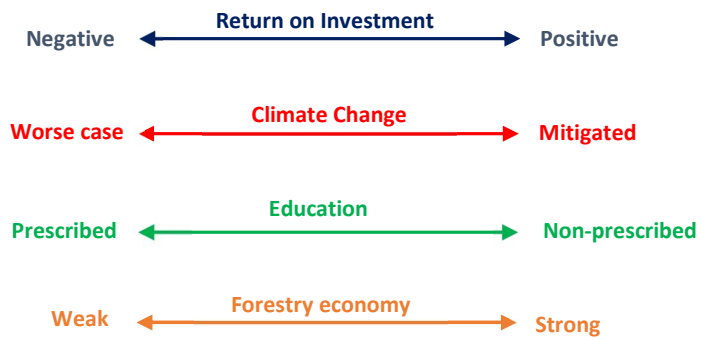 Return on Investment
Negative
Positive
Climate Change
Worse case
Mitigated
Education
Prescribed
Non-prescribed
Forestry economy
Weak
Strong